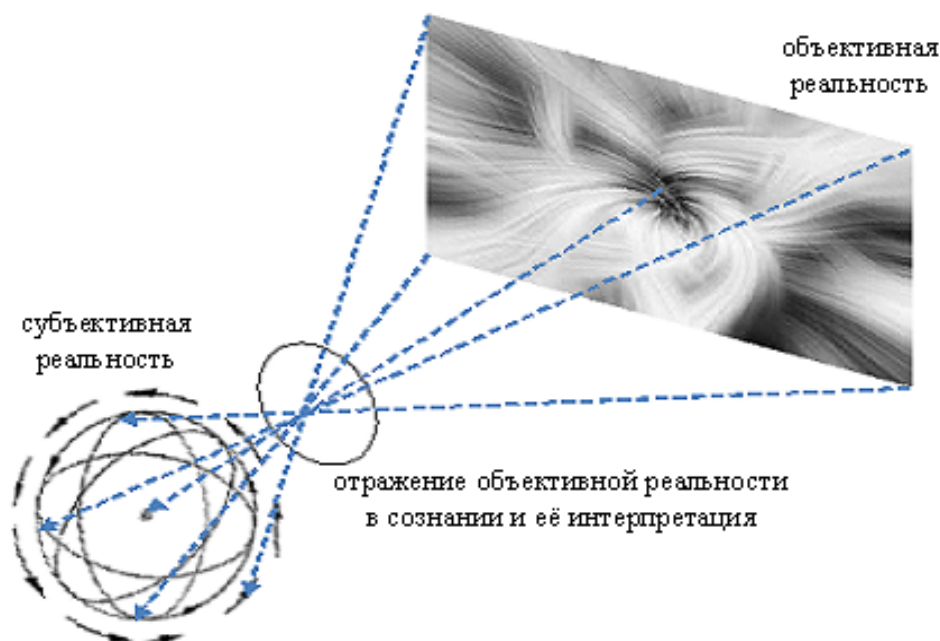 объективная
реальность
субъективная
реальность
отражение объективной реальности
в сознании и её интерпретация